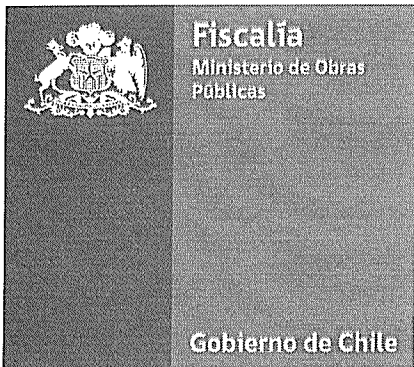 Fiscalía
Ministerio de Obras
Públicas
Gobierno de Chile